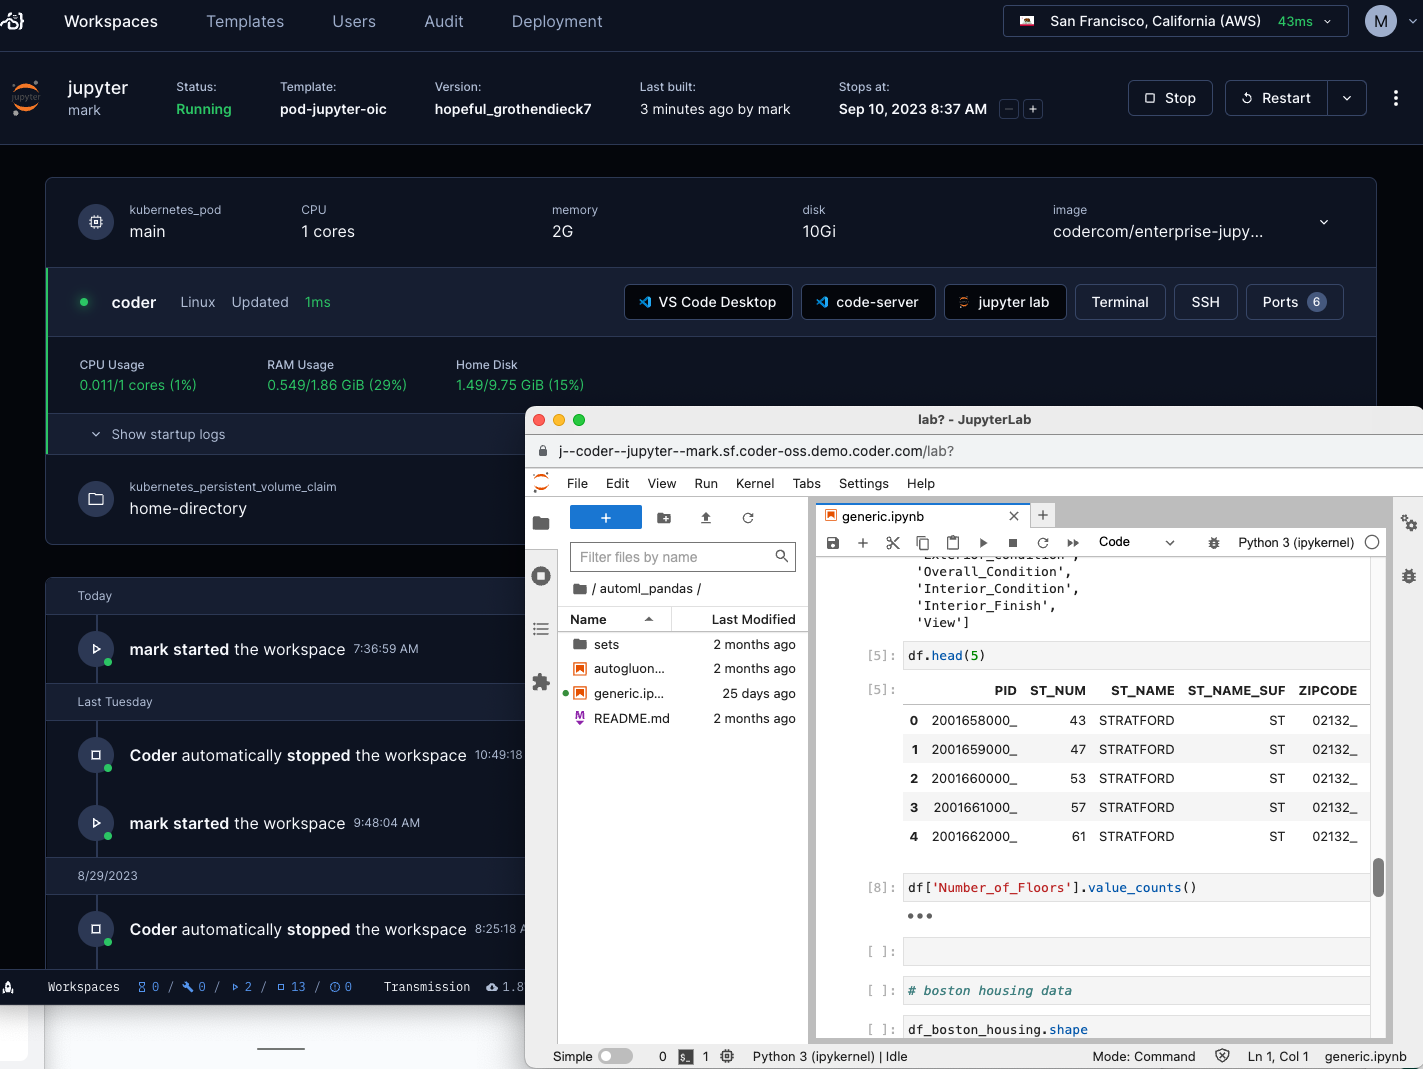 Workspaces Templates Users Audit Deployment San Francisco, California (AWS) 43ms M
jupyter
jupyter
mark
Status:
Running
Template:
pod-jupyter-oic
Version:
hopeful_grothendieck7
Last built:
3 minutes ago by mark
Stops at:
Sep 10, 2023 8:37 AM − +
Stop Restart
kubernetes_pod
main
CPU
1 cores
memory
2G
disk
10Gi
image
codercom/enterprise-jupy...
coder Linux Updated 1ms VS Code Desktop code-server jupyter lab Terminal SSH Ports 6
CPU Usage
0.011/1 cores (1%)
RAM Usage
0.549/1.86 GiB (29%)
Home Disk
1.49/9.75 GiB (15%)
Show startup logs
kubernetes_persistent_volume_claim
home-directory
Today
mark started the workspace 7:36:59 AM
Last Tuesday
Coder automatically stopped the workspace 10:49:18
mark started the workspace 9:48:04 AM
8/29/2023
Coder automatically stopped the workspace 8:25:18 A
Workspaces 0 / 0 / 2 / 13 / 0 Transmission 1.8
lab? - JupyterLab
j--coder--jupyter--mark.sf.coder-oss.demo.coder.com/lab?
File Edit View Run Kernel Tabs Settings Help
+
Filter files by name
/ automl_pandas /
Name Last Modified
sets 2 months ago
autogluon... 2 months ago
generic.ip... 25 days ago
README.md 2 months ago
generic.ipynb
Code Python 3 (ipykernel)
'Exterior_Condition',
'Overall_Condition',
'Interior_Condition',
'Interior_Finish',
'View']
[5]: df.head(5)
[5]: PID ST_NUM ST_NAME ST_NAME_SUF ZIPCODE
0 2001658000_ 43 STRATFORD ST 02132_
1 2001659000_ 47 STRATFORD ST 02132_
2 2001660000_ 53 STRATFORD ST 02132_
3 2001661000_ 57 STRATFORD ST 02132_
4 2001662000_ 61 STRATFORD ST 02132_
[8]: df['Number_of_Floors'].value_counts()
•••
[ ]:
[ ]: # boston housing data
[ ]: df_boston_housing.shape
Simple 0 1 Python 3 (ipykernel) | Idle Mode: Command Ln 1, Col 1 generic.ipynb